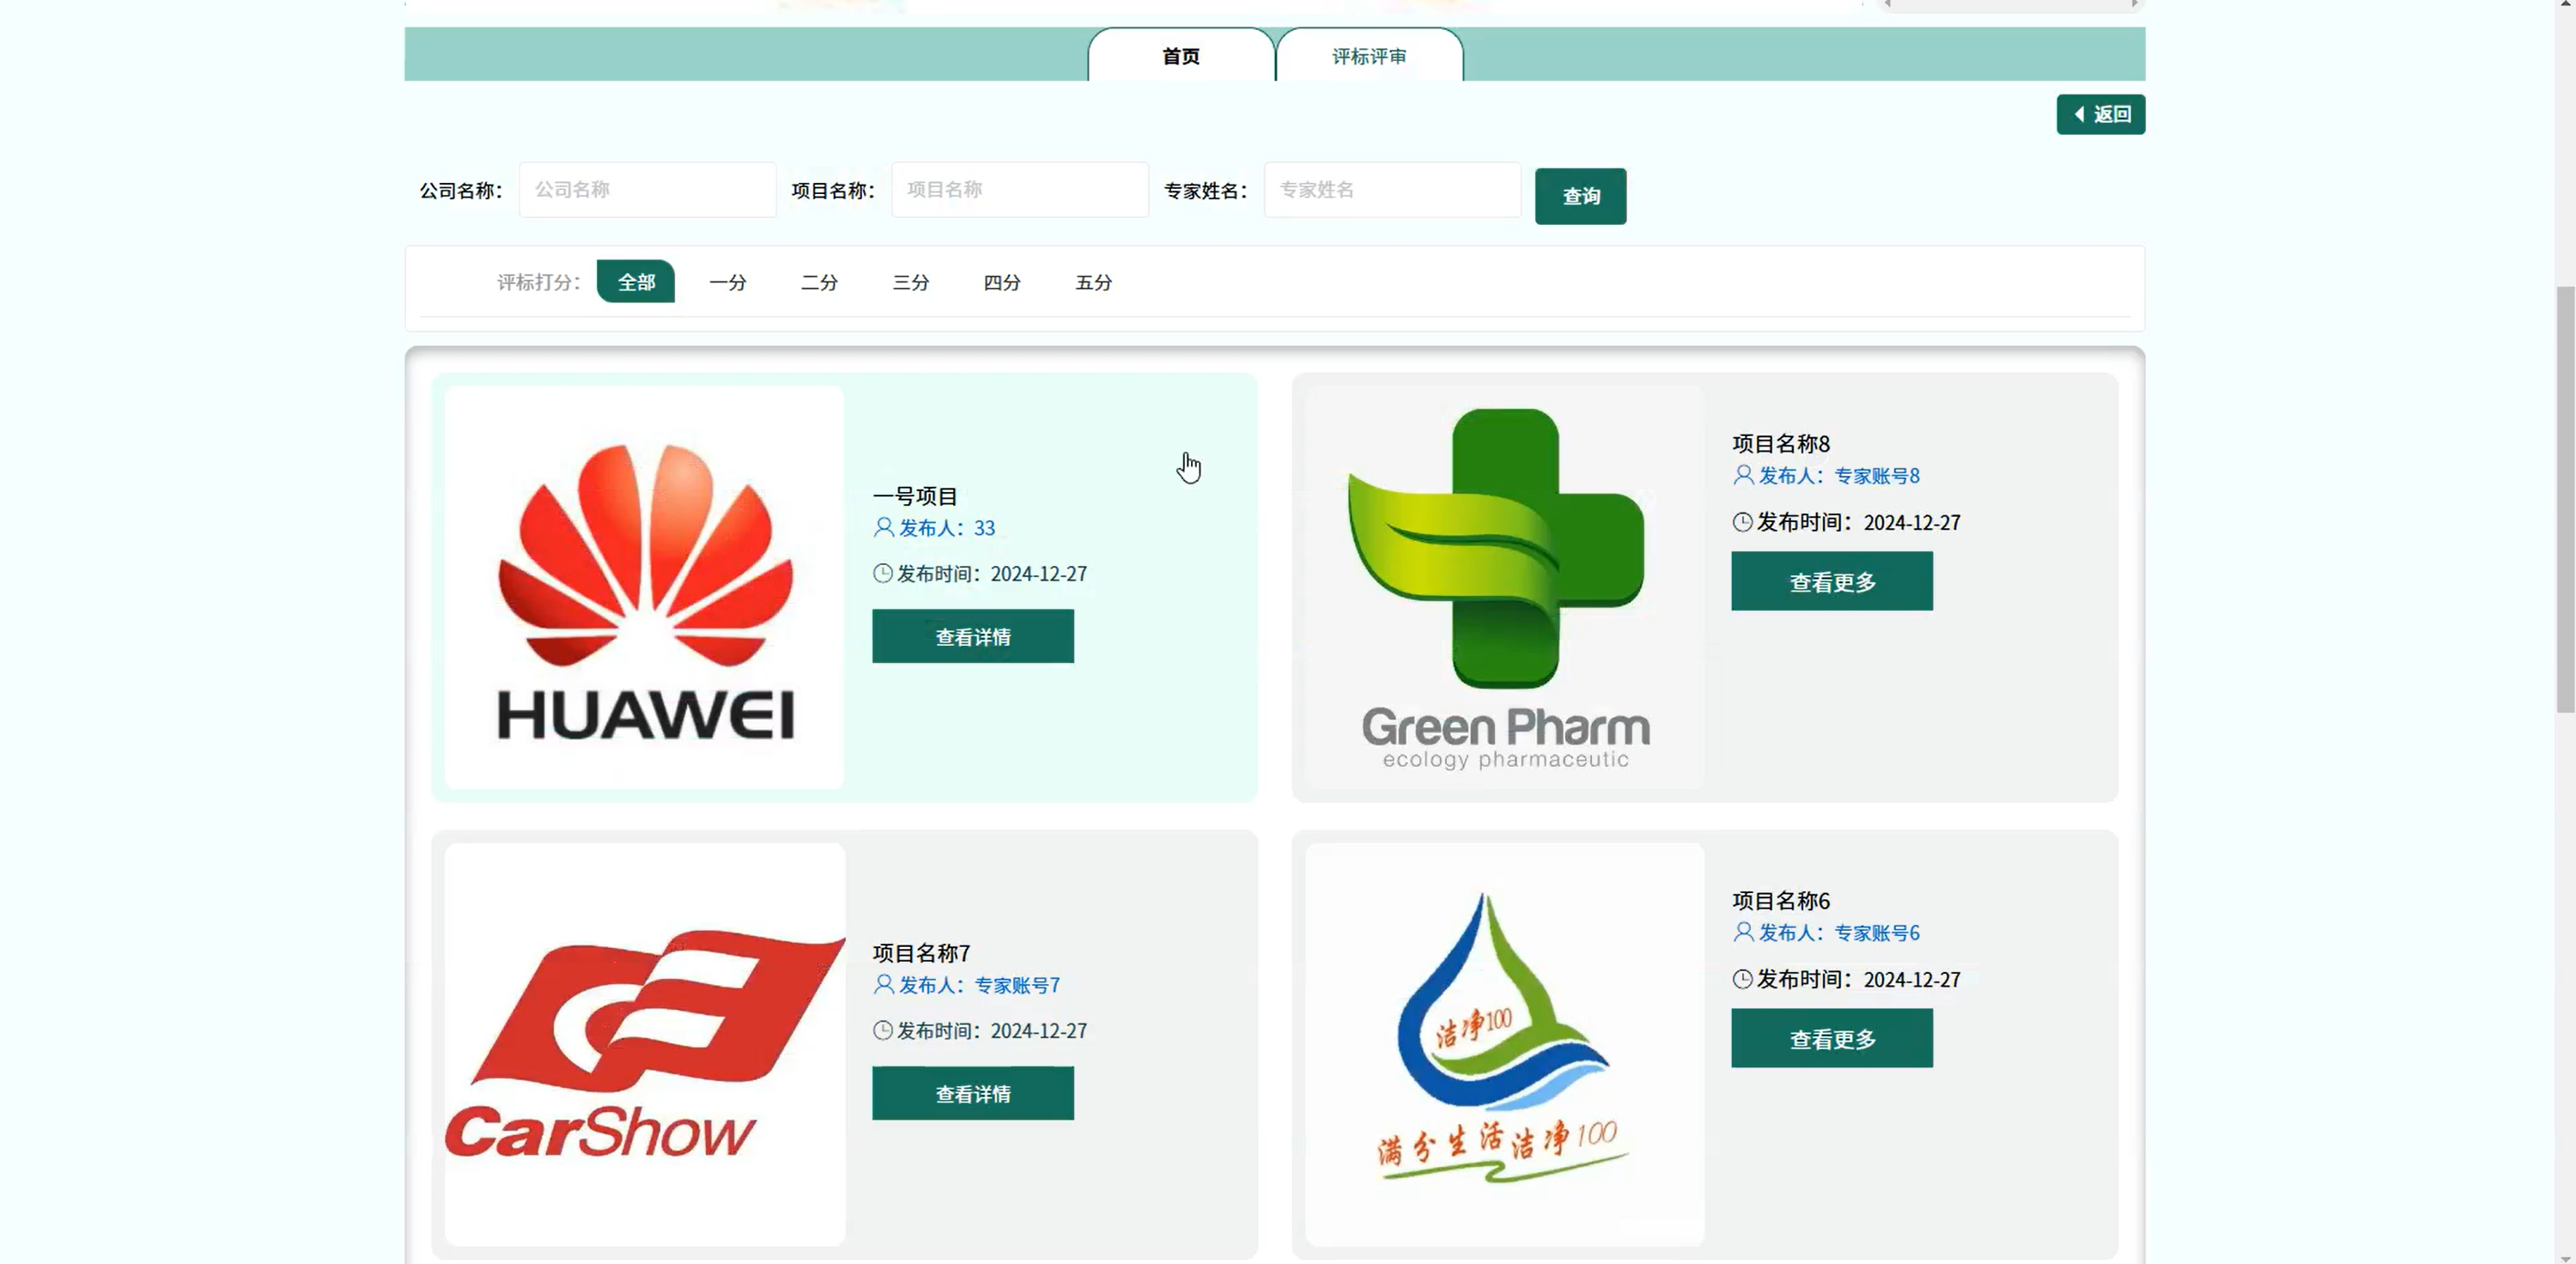 首页
评标评审
返回
公司名称： 公司名称 项目名称： 项目名称 专家姓名： 专家姓名 查询
评标打分： 全部 一分 二分 三分 四分 五分
HUAWEI
一号项目
发布人：33
发布时间：2024-12-27
查看详情
Green Pharm
ecology pharmaceutic
项目名称8
发布人：专家账号8
发布时间：2024-12-27
查看更多
CarShow
项目名称7
发布人：专家账号7
发布时间：2024-12-27
查看详情
洁净100
满分生活洁净100
项目名称6
发布人：专家账号6
发布时间：2024-12-27
查看更多